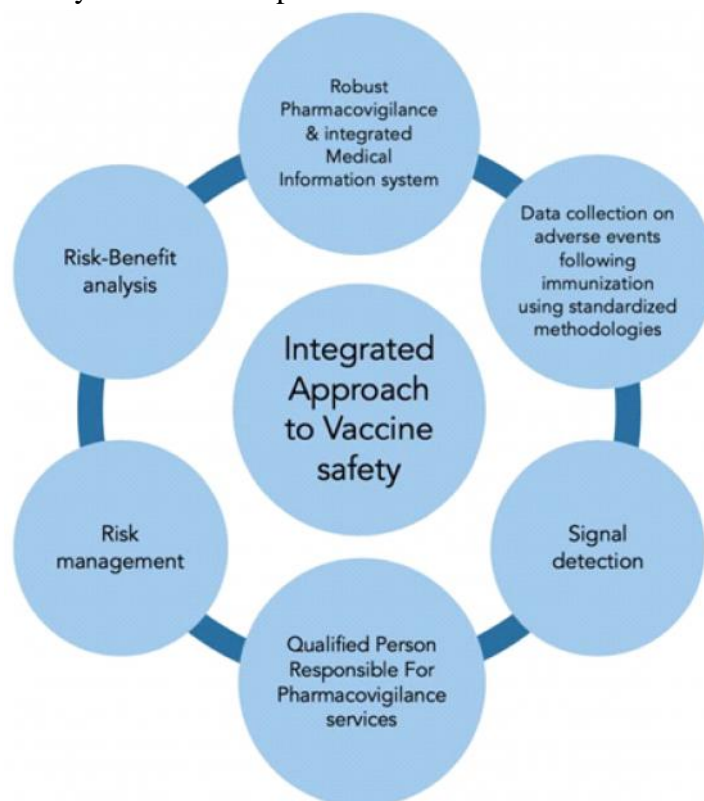 Robust
Pharmacovigilance
& integrated
Medical
Information system
Data collection on
adverse events
following
immunization
using standardized
methodologies
Signal
detection
Qualified Person
Responsible For
Pharmacovigilance
services
Risk
management
Risk-Benefit
analysis
Integrated
Approach
to Vaccine
safety